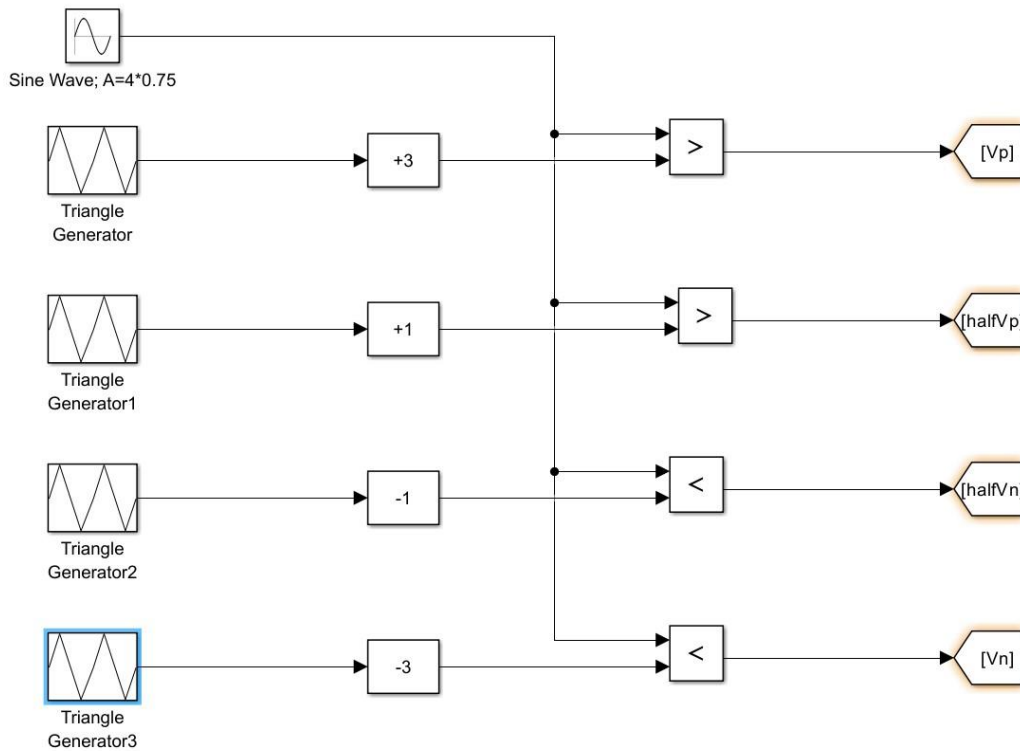 Sine Wave; A=4*0.75
Triangle
Generator
+3
>
[Vp]
Triangle
Generator1
+1
>
[halfVp]
Triangle
Generator2
-1
<
[halfVn]
Triangle
Generator3
-3
<
[Vn]